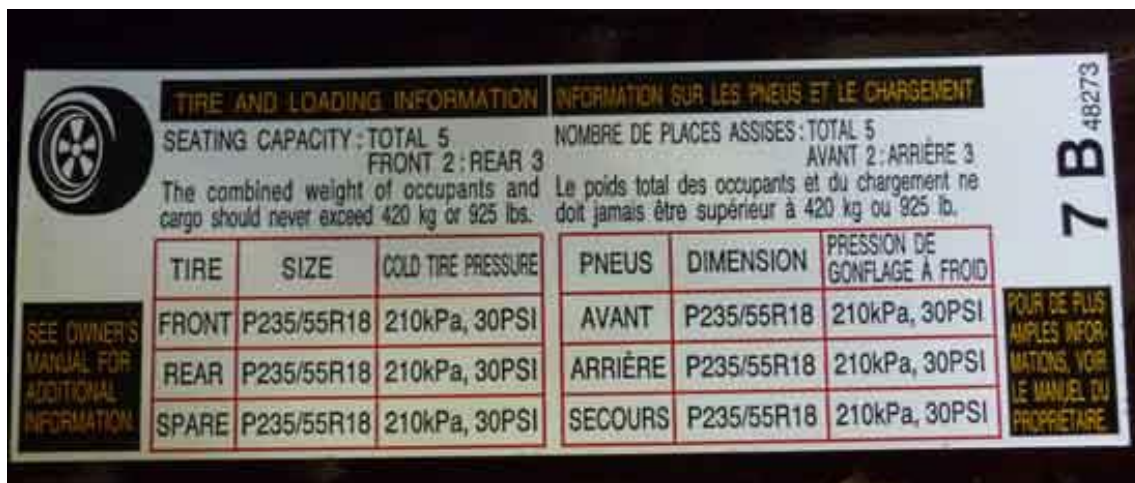 TIRE AND LOADING INFORMATION
SEATING CAPACITY : TOTAL 5
FRONT 2 : REAR 3
The combined weight of occupants and
cargo should never exceed 420 kg or 925 lbs.
TIRE SIZE COLD TIRE PRESSURE
FRONT P235/55R18 210kPa, 30PSI
REAR P235/55R18 210kPa, 30PSI
SPARE P235/55R18 210kPa, 30PSI
SEE OWNER'S
MANUAL FOR
ADDITIONAL
INFORMATION.
INFORMATION SUR LES PNEUS ET LE CHARGEMENT
NOMBRE DE PLACES ASSISES : TOTAL 5
AVANT 2 : ARRIÈRE 3
Le poids total des occupants et du chargement ne
doit jamais être supérieur à 420 kg ou 925 lb.
PNEUS DIMENSION PRESSION DE
GONFLAGE À FROID
AVANT P235/55R18 210kPa, 30PSI
ARRIÈRE P235/55R18 210kPa, 30PSI
SECOURS P235/55R18 210kPa, 30PSI
POUR DE PLUS
AMPLES INFOR-
MATIONS, VOIR
LE MANUEL DU
PROPRIÉTAIRE.
7 B 48273